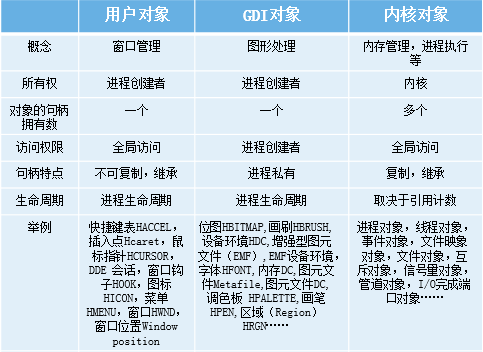 用户对象 GDI对象 内核对象
概念 窗口管理 图形处理 内存管理，进程执行
等
所有权 进程创建者 进程创建者 内核
对象的句柄
拥有数 一个 一个 多个
访问权限 全局访问 进程创建者 全局访问
句柄特点 不可复制，继承 进程私有 复制，继承
生命周期 进程生命周期 进程生命周期 取决于引用计数
举例
快捷键表HACCEL，
插入点Hcaret，鼠
标指针HCURSOR，
DDE 会话，窗口钩
子HOOK，图标
HICON，菜单
HMENU，窗口HWND，
窗口位置Window
position
位图HBITMAP,画刷HBRUSH,
设备环境HDC,增强型图元
文件（EMF）,EMF设备环境，
字体HFONT,内存DC,图元文
件Metafile,图元文件DC,
调色板 HPALETTE,画笔
HPEN,区域（Region）
HRGN……
进程对象，线程对象，
事件对象，文件映象
对象，文件对象，互
斥对象，信号量对象，
管道对象，I/O完成端
口对象……